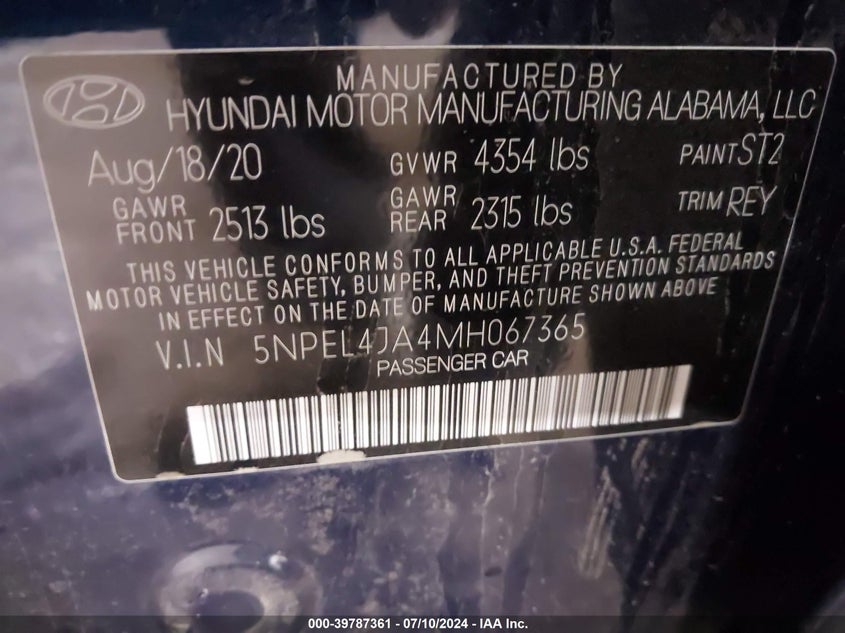 MANUFACTURED BY
HYUNDAI MOTOR MANUFACTURING ALABAMA, LLC
Aug/18/20 GVWR 4354 lbs PAINT ST2
GAWR FRONT 2513 lbs GAWR REAR 2315 lbs TRIM REY
THIS VEHICLE CONFORMS TO ALL APPLICABLE U.S.A. FEDERAL
MOTOR VEHICLE SAFETY, BUMPER, AND THEFT PREVENTION STANDARDS
IN EFFECT ON THE DATE OF MANUFACTURE SHOWN ABOVE
V.I.N 5NPEL4JA4MH067365
PASSENGER CAR
000-39787361 - 07/10/2024 - IAA Inc.